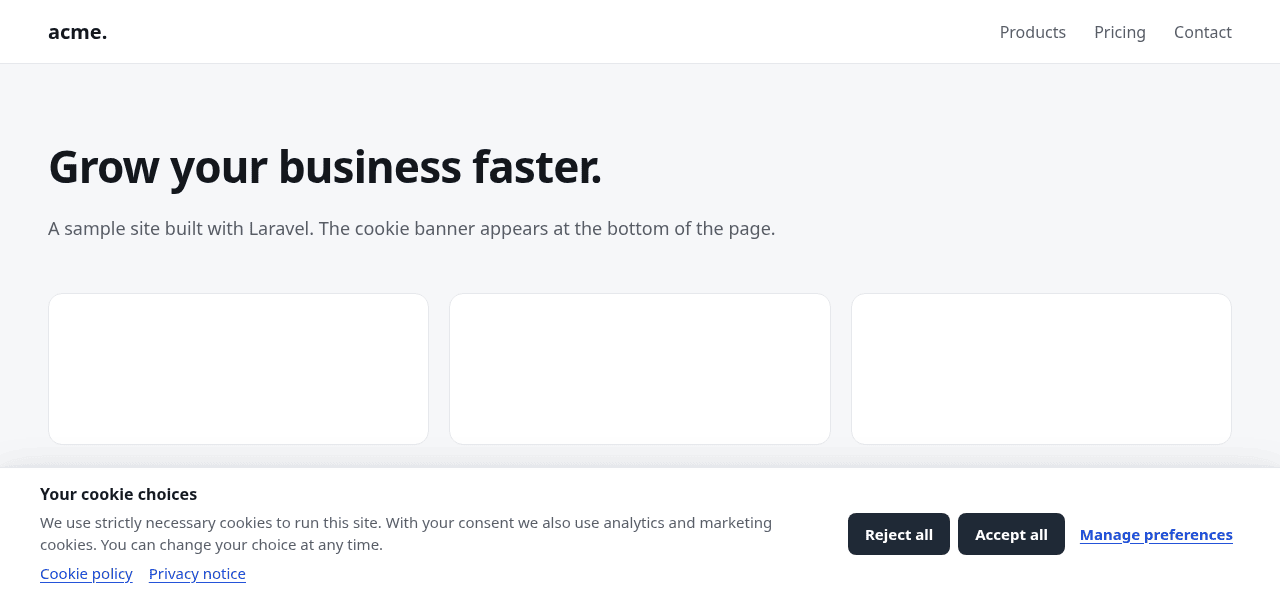 acme.
Products Pricing Contact
Grow your business faster.
A sample site built with Laravel. The cookie banner appears at the bottom of the page.
Your cookie choices
We use strictly necessary cookies to run this site. With your consent we also use analytics and marketing
cookies. You can change your choice at any time.
Cookie policy Privacy notice
Reject all Accept all Manage preferences